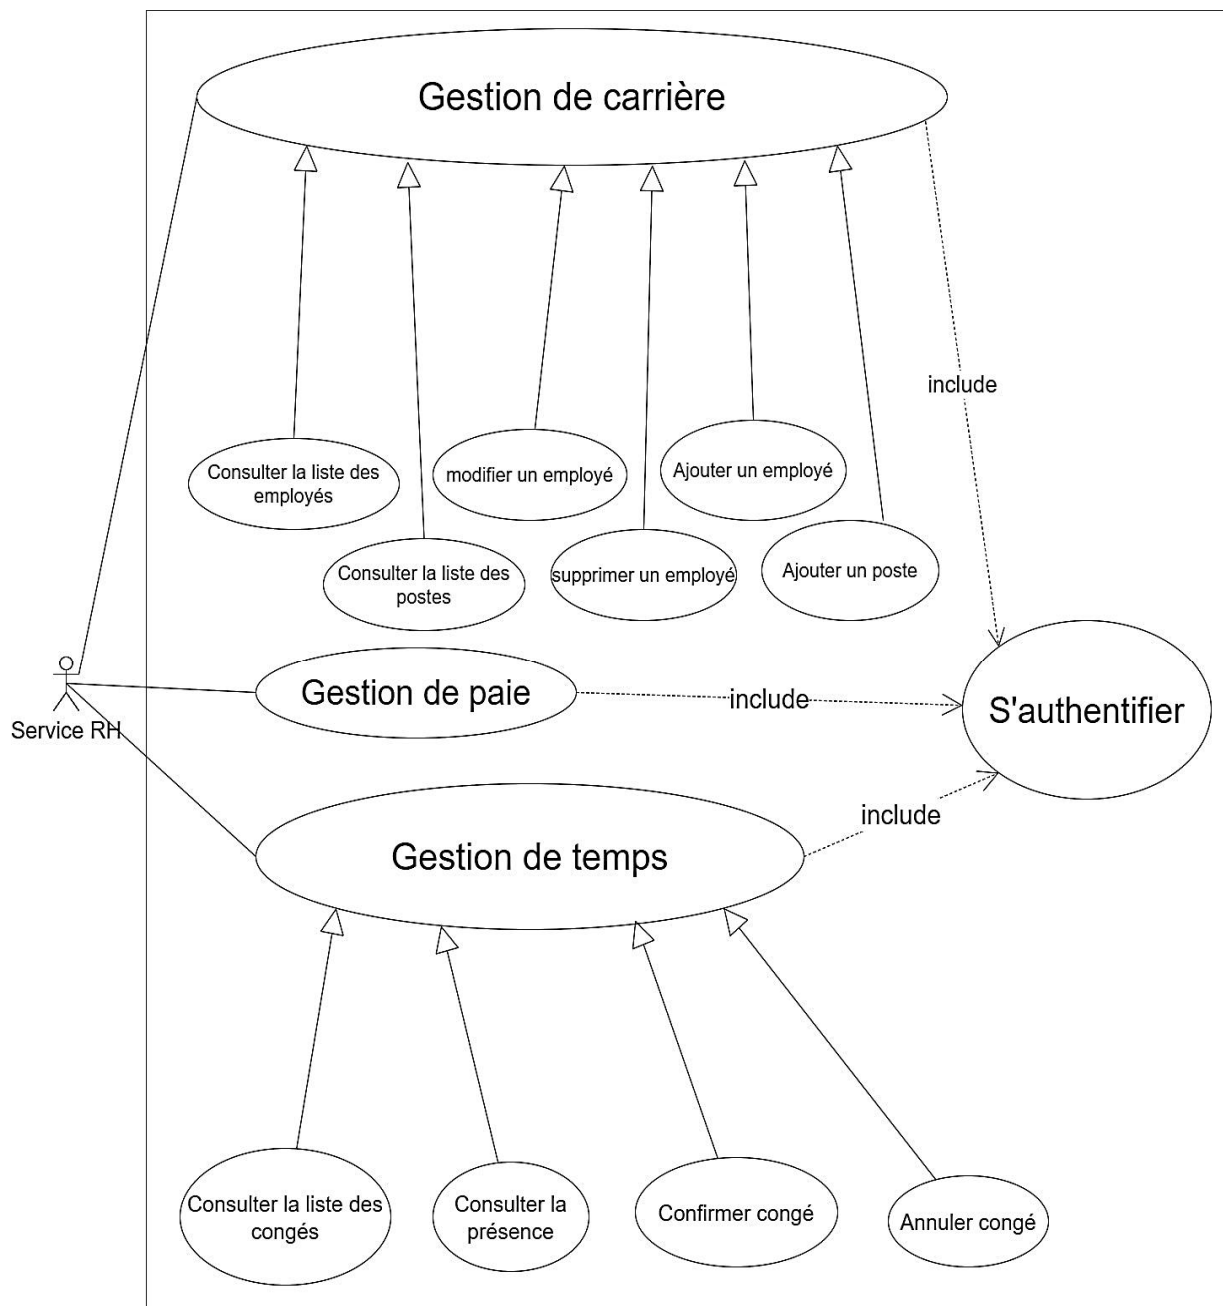 Gestion de carrière
include
Consulter la liste des
employés
modifier un employé
Ajouter un employé
Consulter la liste des
postes
supprimer un employé
Ajouter un poste
Service RH
Gestion de paie
include
S'authentifier
include
Gestion de temps
Consulter la liste des
congés
Consulter la
présence
Confirmer congé
Annuler congé